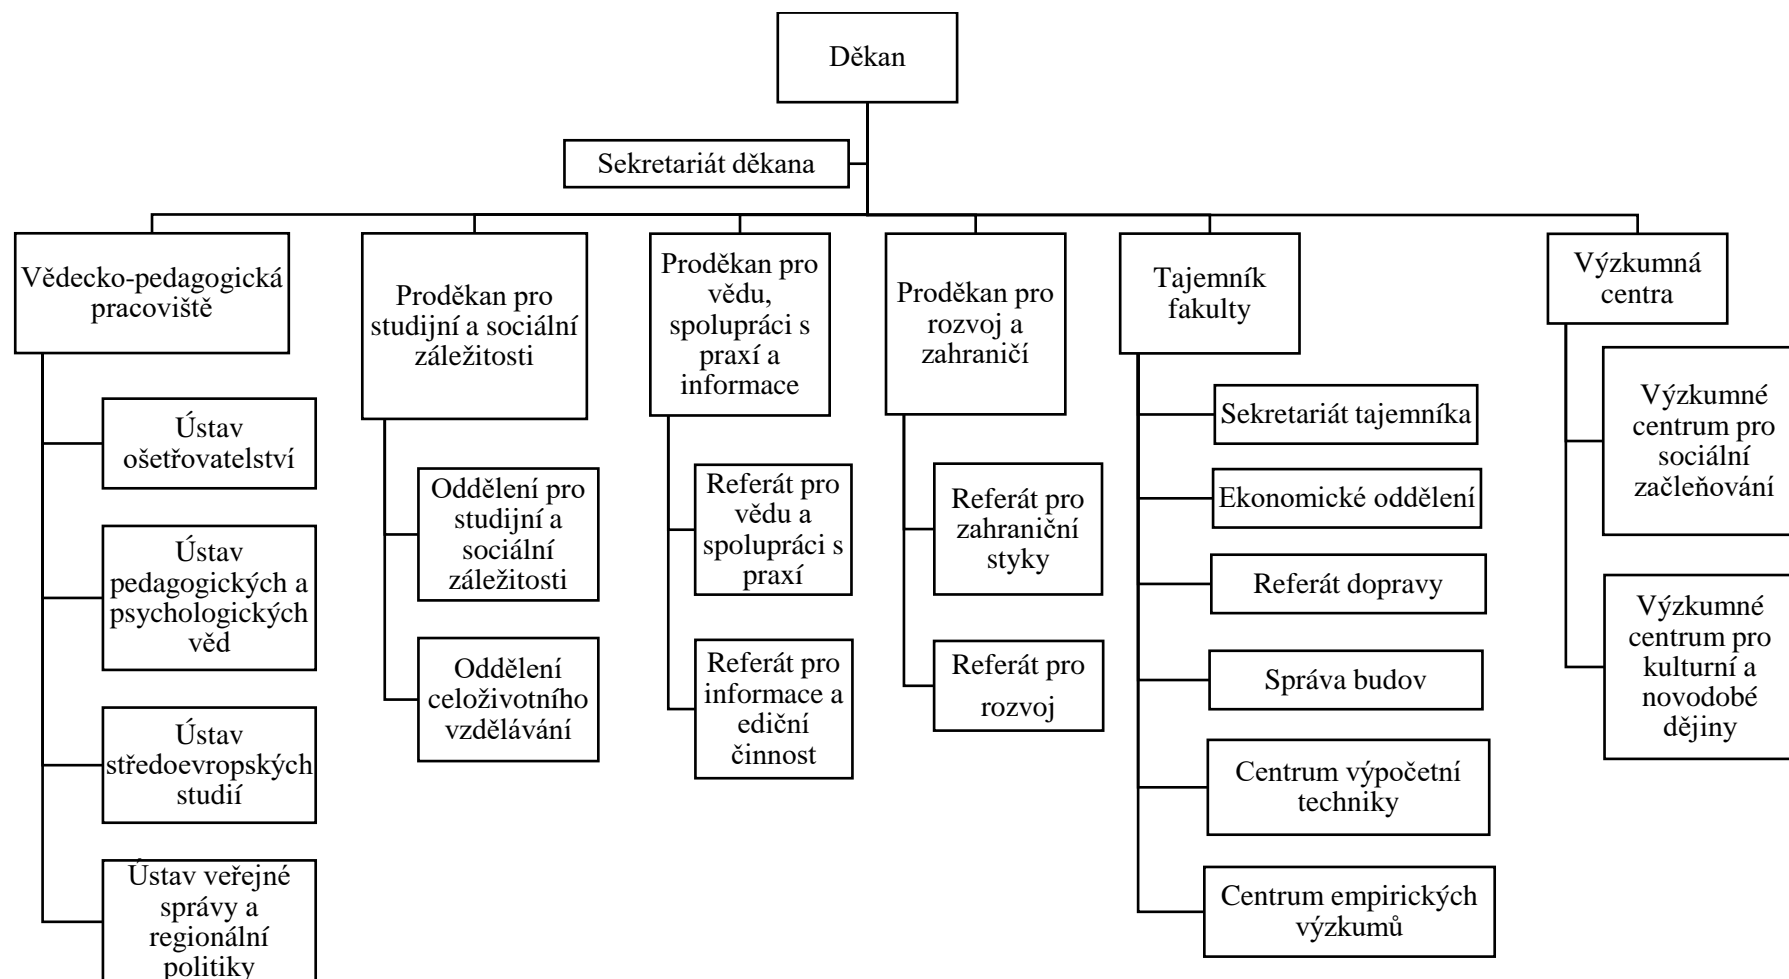 Děkan
Sekretariát děkana
Vědecko-pedagogická
pracoviště
Ústav
ošetřovatelství
Ústav
pedagogických a
psychologických
věd
Ústav
středoevropských
studií
Ústav veřejné
správy a
regionální
politiky
Proděkan pro
studijní a sociální
záležitosti
Oddělení pro
studijní a
sociální
záležitosti
Oddělení
celoživotního
vzdělávání
Proděkan pro
vědu,
spolupráci s
praxí a
informace
Referát pro
vědu a
spolupráci s
praxí
Referát pro
informace a
ediční
činnost
Proděkan pro
rozvoj a
zahraničí
Referát pro
zahraniční
styky
Referát pro
rozvoj
Tajemník
fakulty
Sekretariát tajemníka
Ekonomické oddělení
Referát dopravy
Správa budov
Centrum výpočetní
techniky
Centrum empirických
výzkumů
Výzkumná
centra
Výzkumné
centrum pro
sociální
začleňování
Výzkumné
centrum pro
kulturní a
novodobé
dějiny